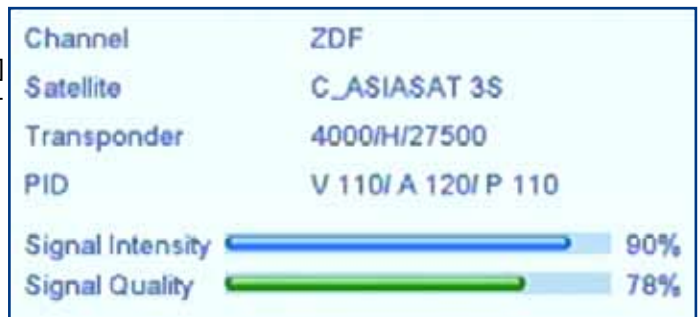 Channel ZDF
Satellite C_ASIASAT 3S
Transponder 4000/H/27500
PID V 110/ A 120/ P 110
Signal Intensity 90%
Signal Quality 78%